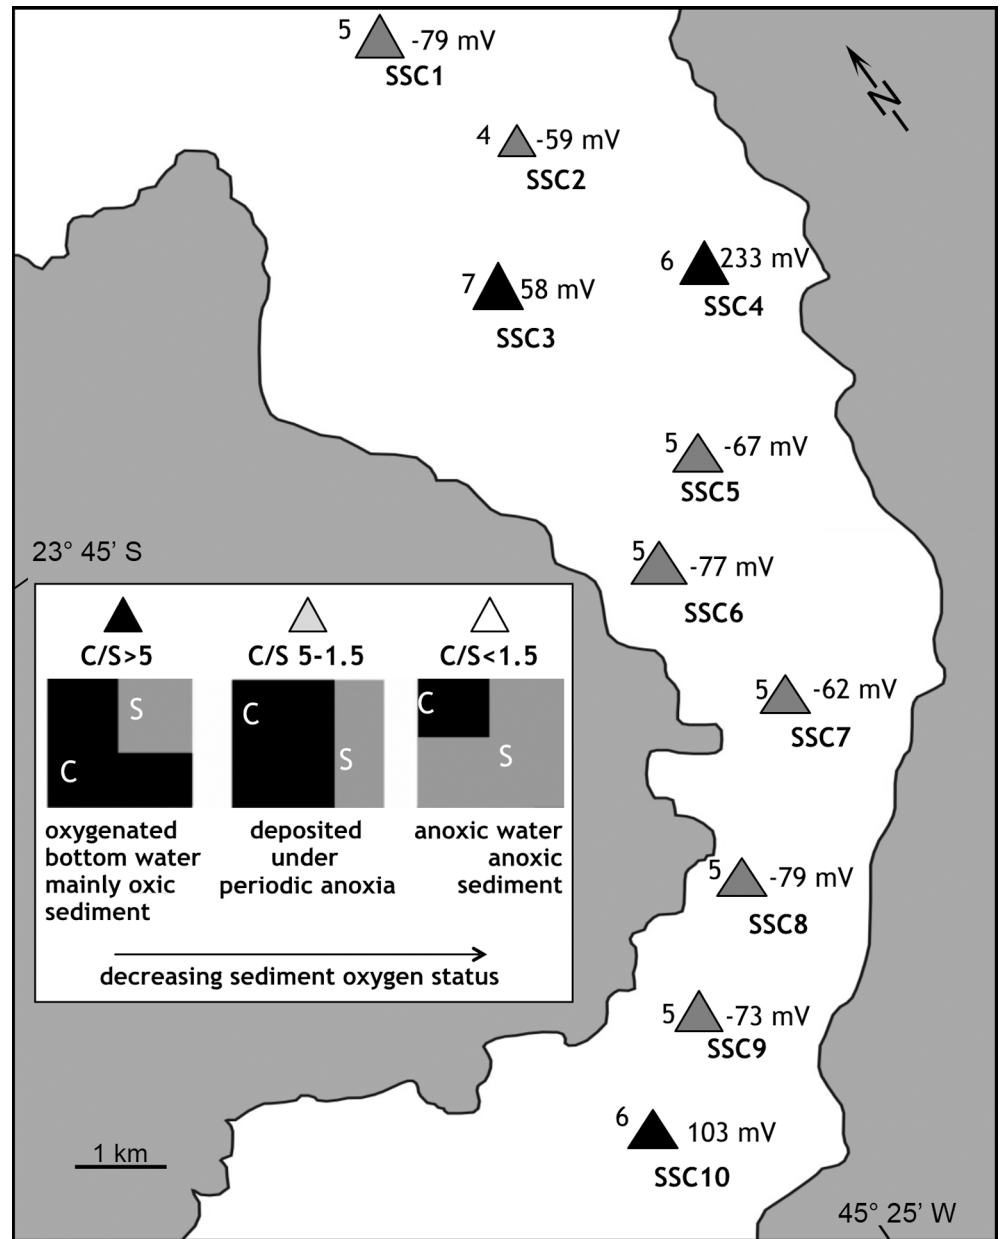 5 -79 mV
SSC1
N
4 -59 mV
SSC2
6 233 mV
SSC4
7 58 mV
SSC3
5 -67 mV
SSC5
23° 45’ S
5 -77 mV
SSC6
C/S>5 C/S 5-1.5 C/S<1.5
C S
C S
C S
oxygenated
bottom water
mainly oxic
sediment
deposited
under
periodic anoxia
anoxic water
anoxic
sediment
decreasing sediment oxygen status
5 -62 mV
SSC7
5 -79 mV
SSC8
5 -73 mV
SSC9
6 103 mV
SSC10
1 km
45° 25’ W